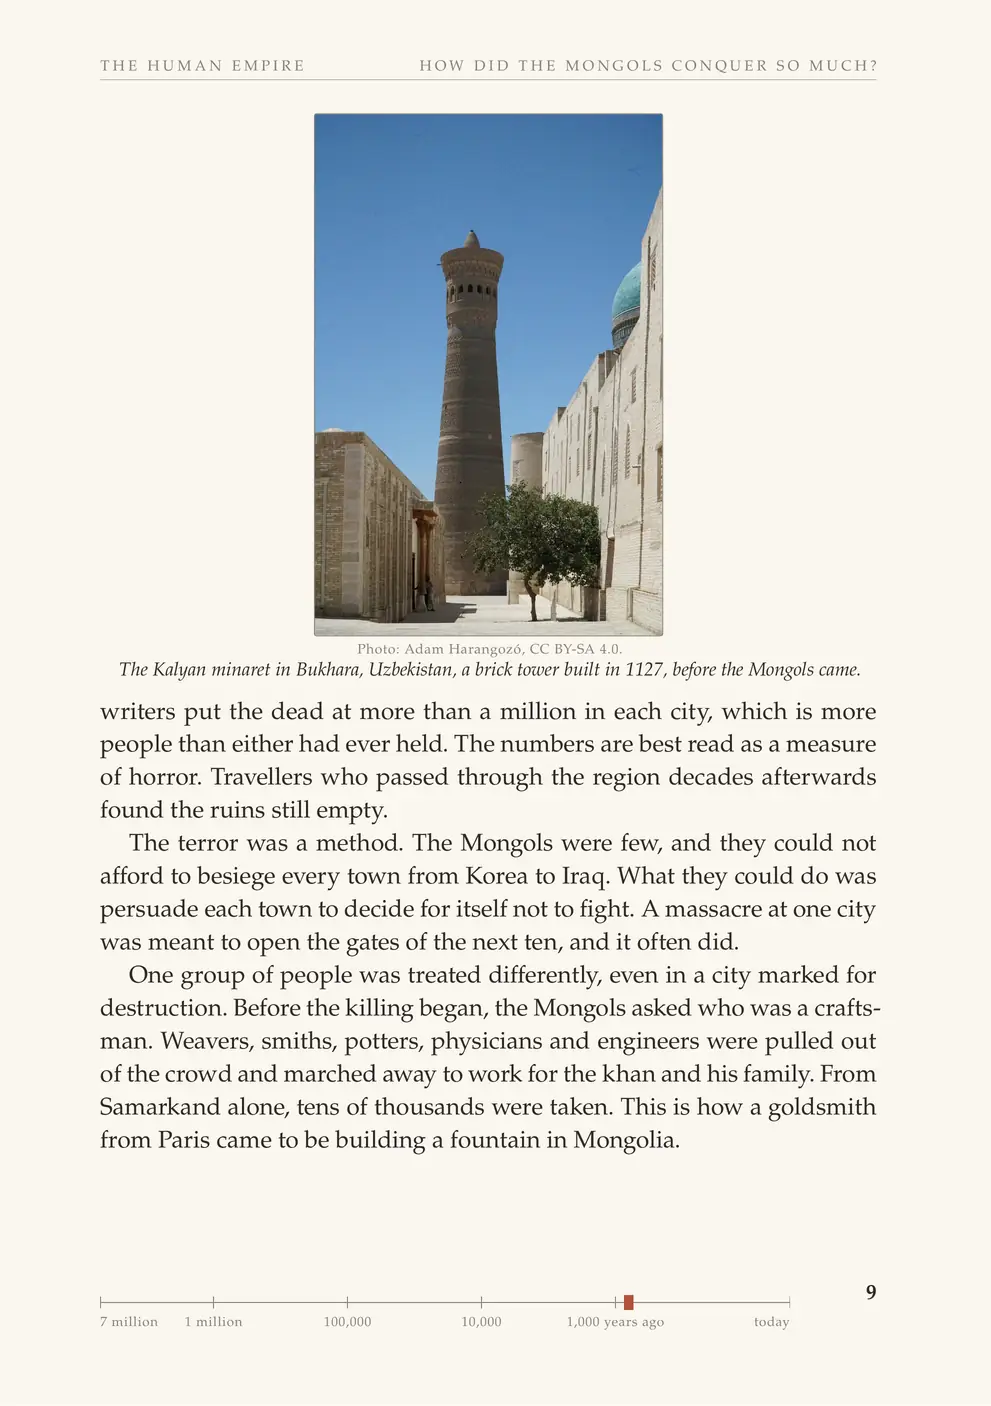 THE HUMAN EMPIRE
HOW DID THE MONGOLS CONQUER SO MUCH?
Photo: Adam Harangozó, CC BY-SA 4.0.
The Kalyan minaret in Bukhara, Uzbekistan, a brick tower built in 1127, before the Mongols came.
writers put the dead at more than a million in each city, which is more
people than either had ever held. The numbers are best read as a measure
of horror. Travellers who passed through the region decades afterwards
found the ruins still empty.
The terror was a method. The Mongols were few, and they could not
afford to besiege every town from Korea to Iraq. What they could do was
persuade each town to decide for itself not to fight. A massacre at one city
was meant to open the gates of the next ten, and it often did.
One group of people was treated differently, even in a city marked for
destruction. Before the killing began, the Mongols asked who was a crafts-
man. Weavers, smiths, potters, physicians and engineers were pulled out
of the crowd and marched away to work for the khan and his family. From
Samarkand alone, tens of thousands were taken. This is how a goldsmith
from Paris came to be building a fountain in Mongolia.
9
7 million 1 million 100,000 10,000 1,000 years ago today